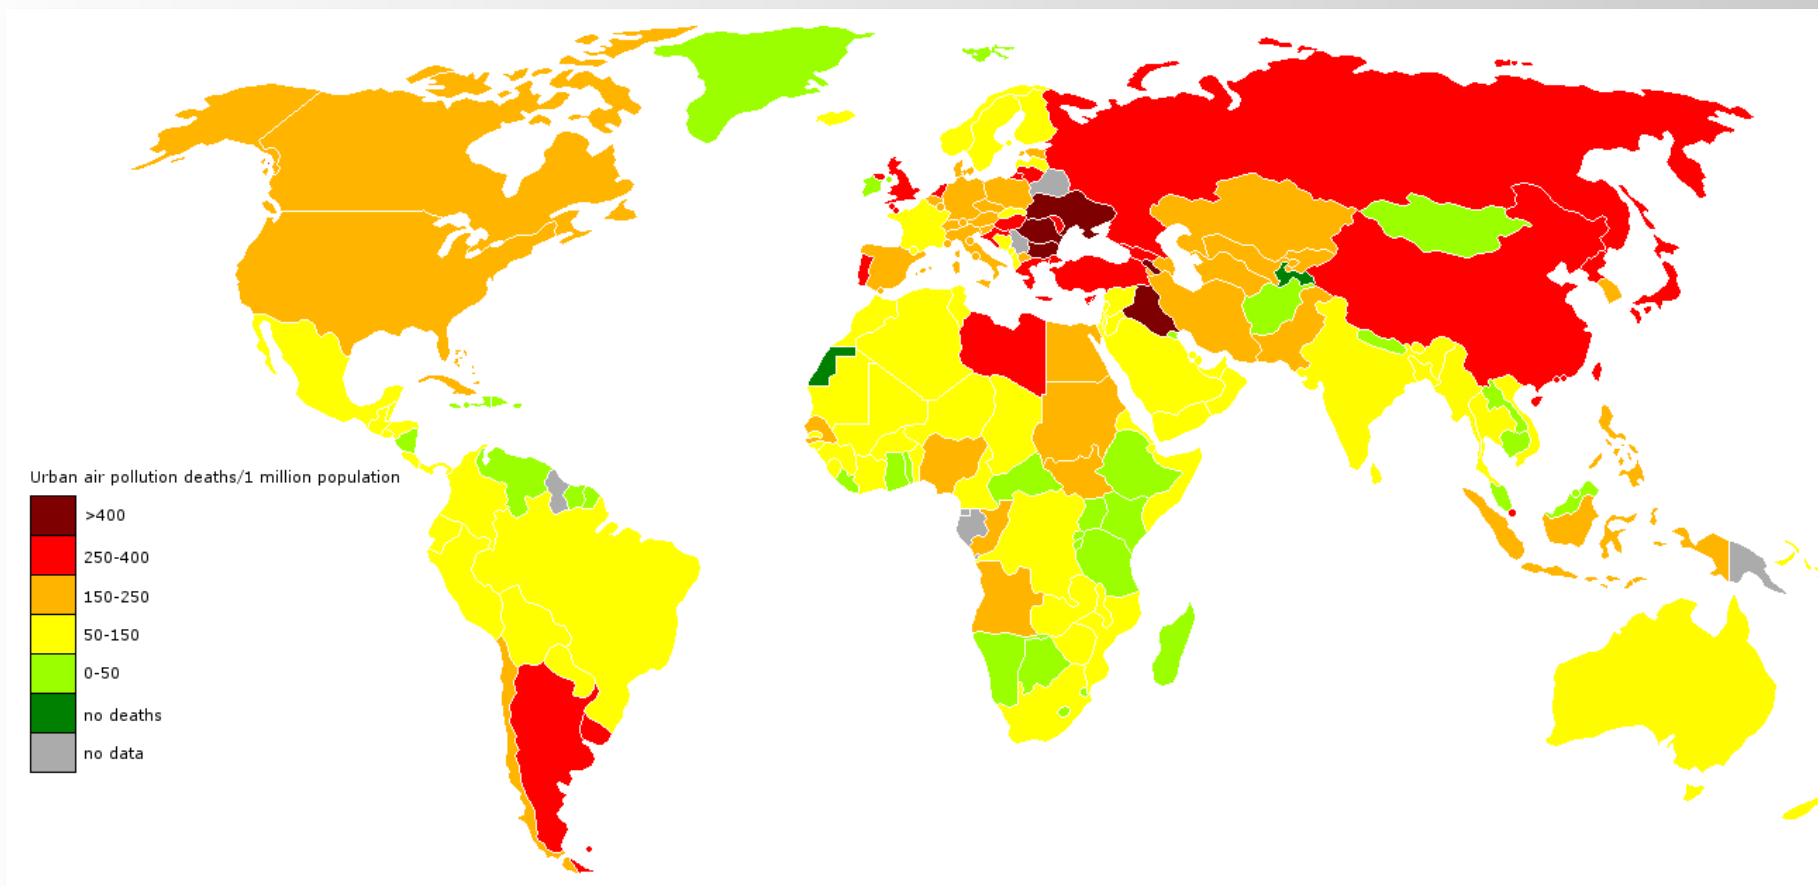 Urban air pollution deaths/1 million population
>400
250-400
150-250
50-150
0-50
no deaths
no data